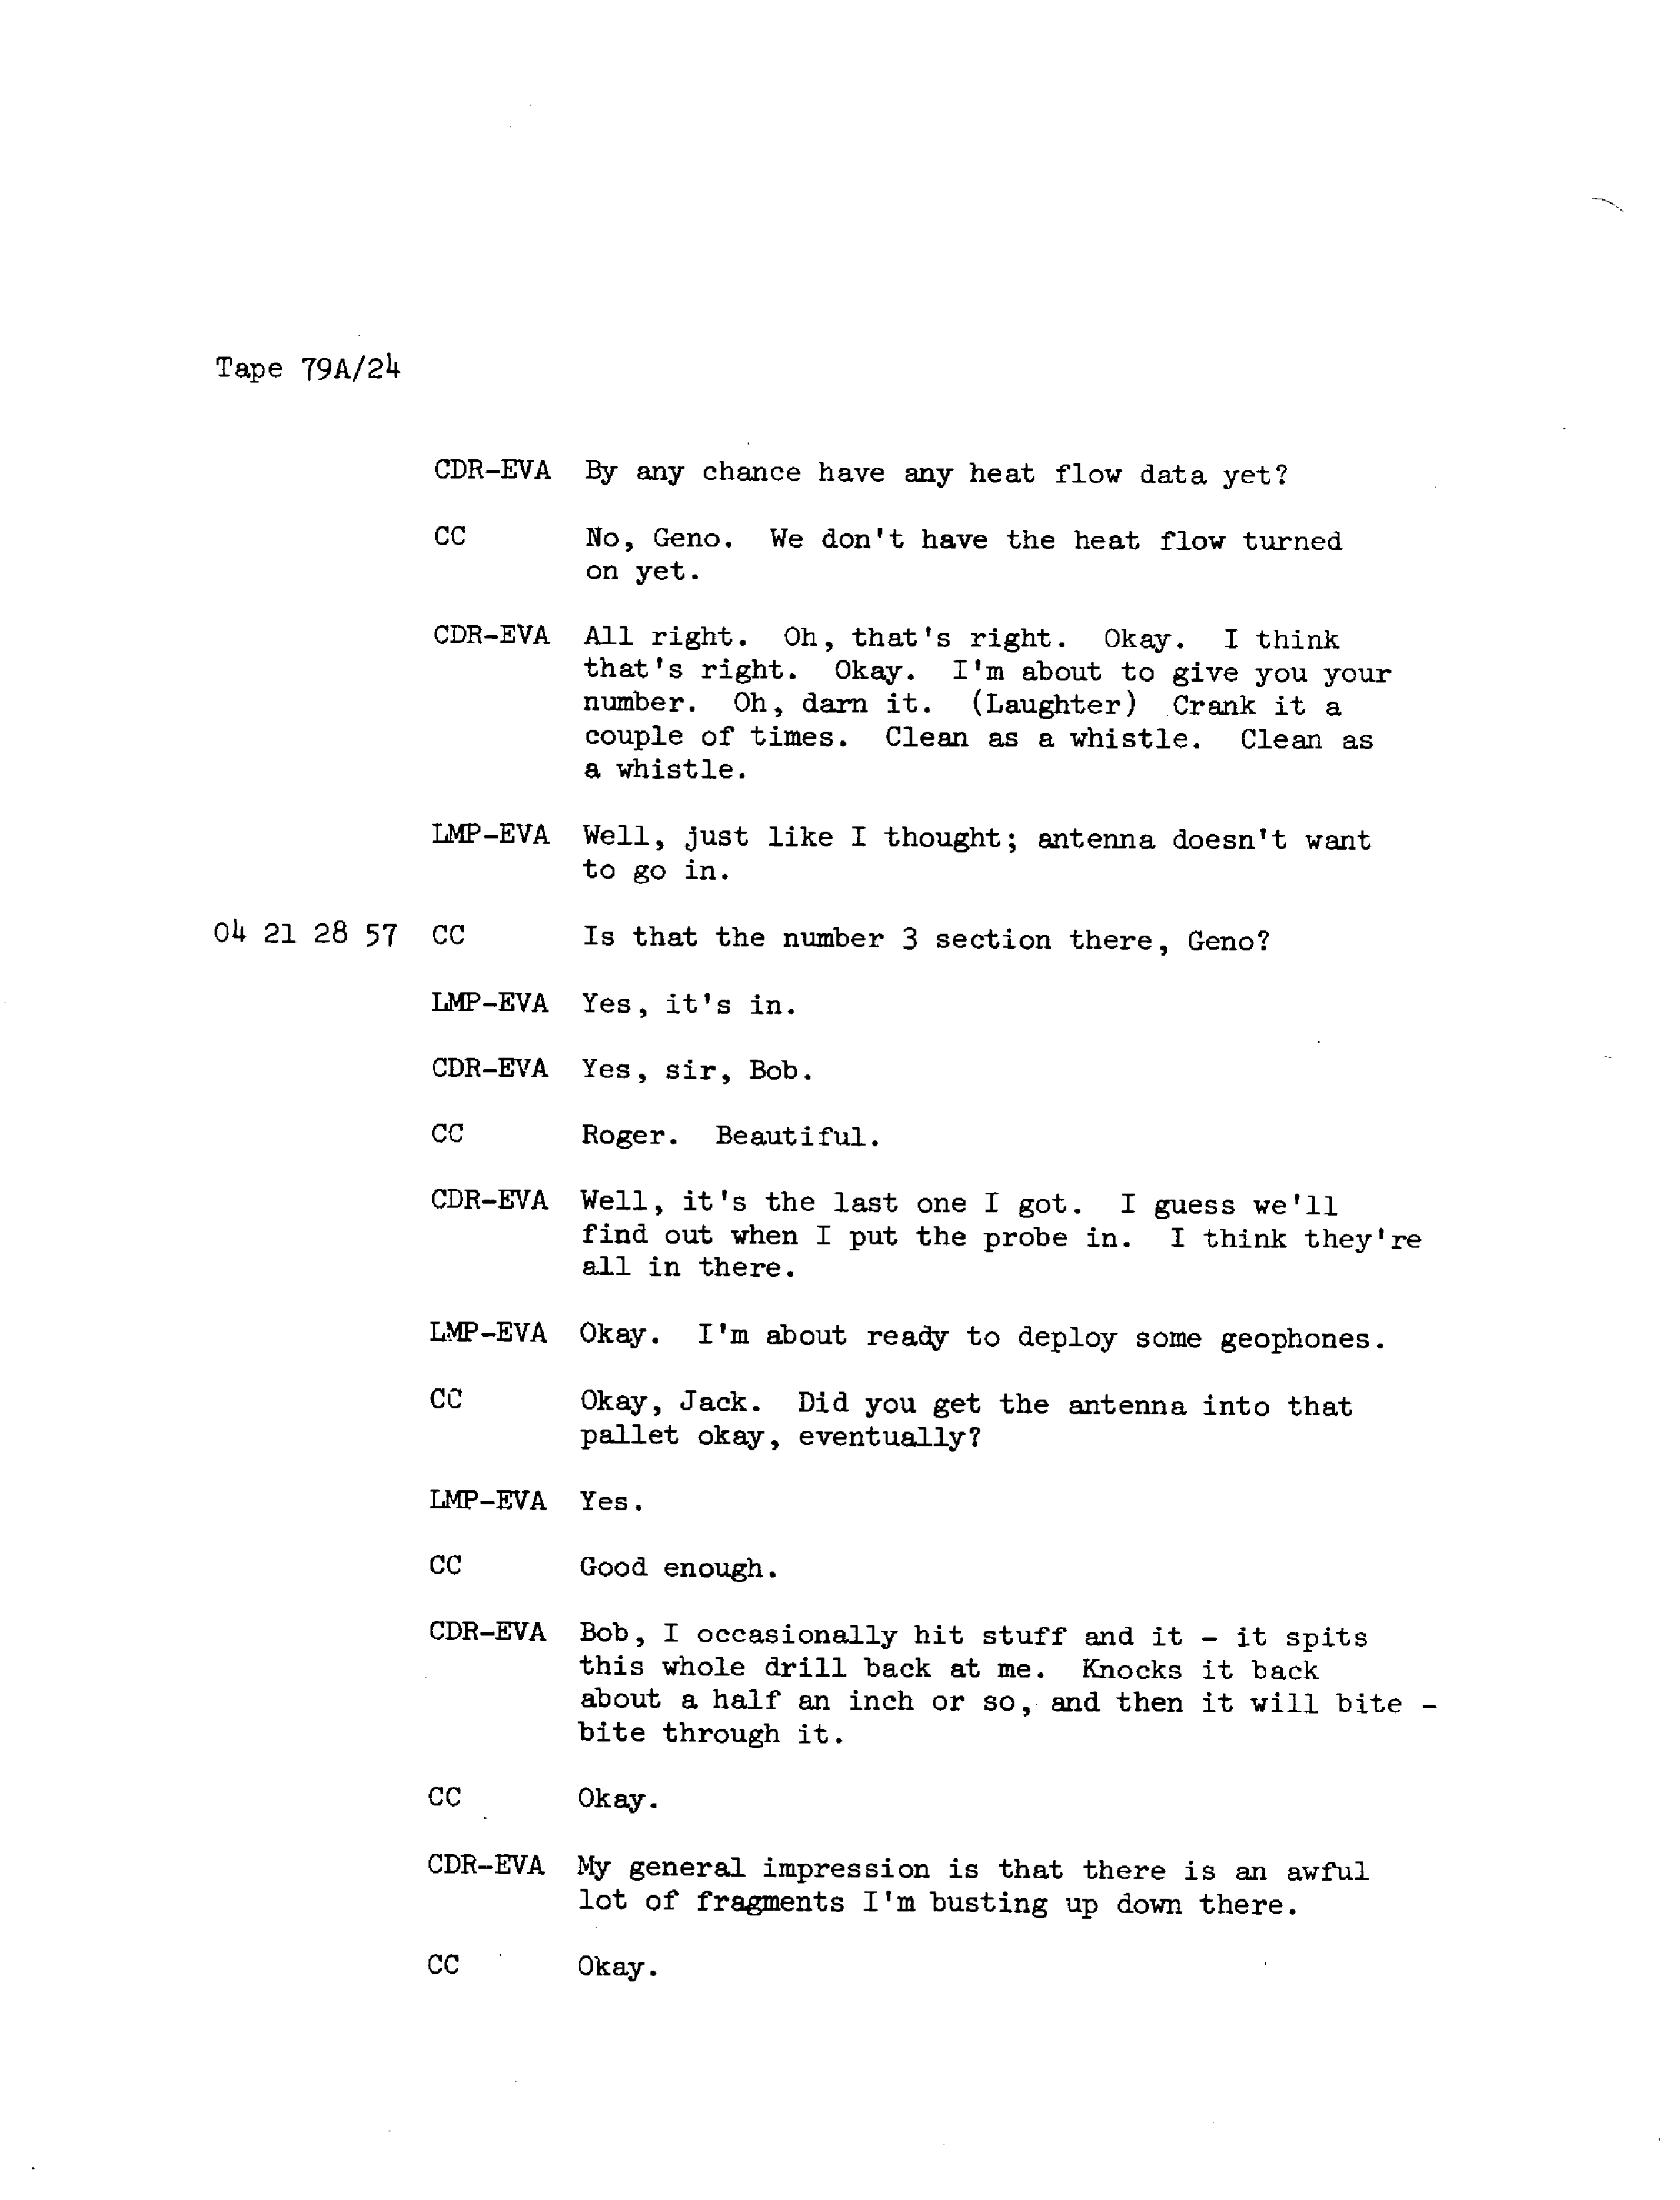 Tape 79A/24
CDR-EVA By any chance have any heat flow data yet?
CC No, Geno. We don't have the heat flow turned
on yet.
CDR-EVA All right. Oh, that's right. Okay. I think
that's right. Okay. I'm about to give you your
number. Oh, darn it. (Laughter) Crank it a
couple of times. Clean as a whistle. Clean as
a whistle.
LMP-EVA Well, just like I thought; antenna doesn't want
to go in.
04 21 28 57 CC Is that the number 3 section there, Geno?
LMP-EVA Yes, it's in.
CDR-EVA Yes, sir, Bob.
CC Roger. Beautiful.
CDR-EVA Well, it's the last one I got. I guess we'll
find out when I put the probe in. I think they're
all in there.
LMP-EVA Okay. I'm about ready to deploy some geophones.
CC Okay, Jack. Did you get the antenna into that
pallet okay, eventually?
LMP-EVA Yes.
CC Good enough.
CDR-EVA Bob, I occasionally hit stuff and it - it spits
this whole drill back at me. Knocks it back
about a half an inch or so, and then it will bite -
bite through it.
CC Okay.
CDR-EVA My general impression is that there is an awful
lot of fragments I'm busting up down there.
CC Okay.